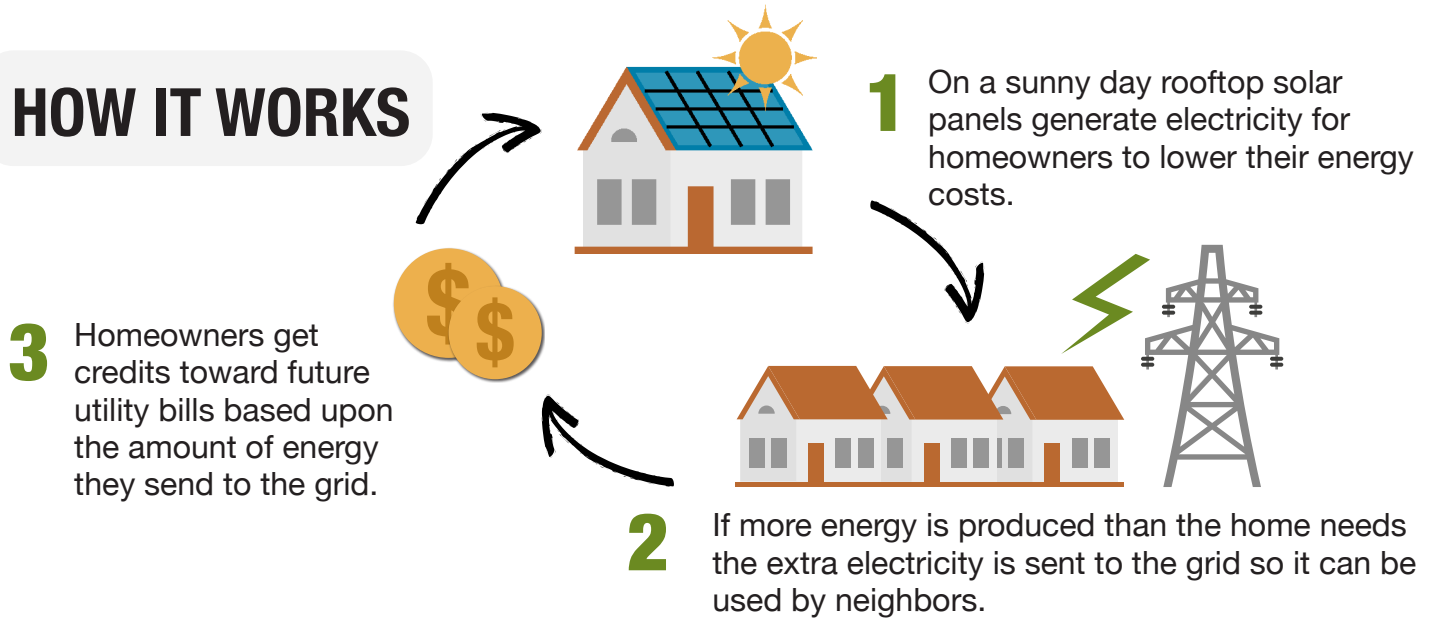 HOW IT WORKS
1
On a sunny day rooftop solar
panels generate electricity for
homeowners to lower their energy
costs.
2
If more energy is produced than the home needs
the extra electricity is sent to the grid so it can be
used by neighbors.
3
Homeowners get
credits toward future
utility bills based upon
the amount of energy
they send to the grid.
$
$